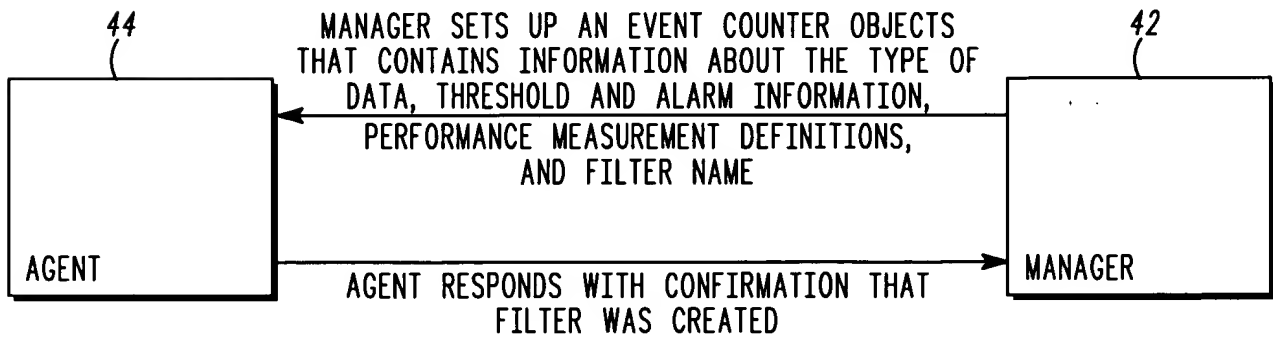 44
MANAGER SETS UP AN EVENT COUNTER OBJECTS
42
THAT CONTAINS INFORMATION ABOUT THE TYPE OF
DATA, THRESHOLD AND ALARM INFORMATION,
PERFORMANCE MEASUREMENT DEFINITIONS,
AND FILTER NAME
AGENT
MANAGER
AGENT RESPONDS WITH CONFIRMATION THAT
FILTER WAS CREATED